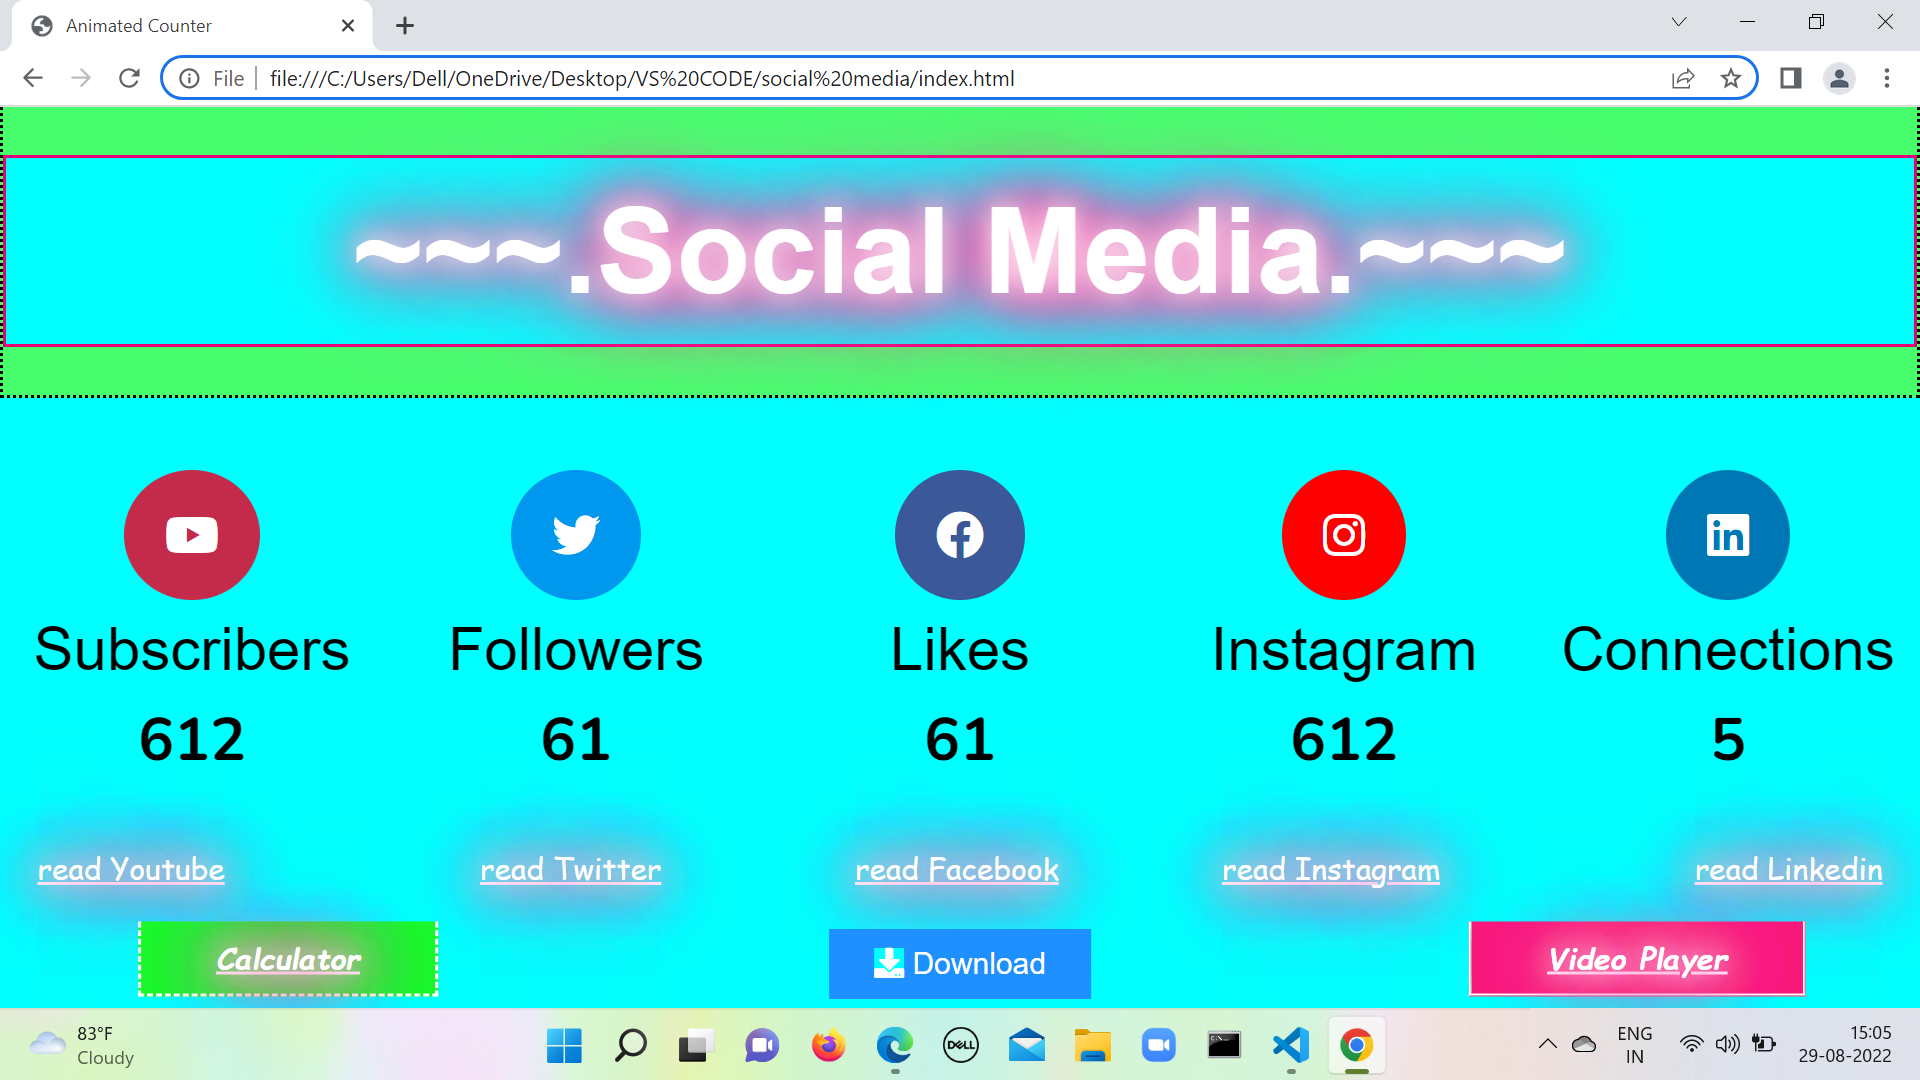 Animated Counter
File file:///C:/Users/Dell/OneDrive/Desktop/VS%20CODE/social%20media/index.html
~~~.Social Media.~~~
Subscribers Followers Likes Instagram Connections
612 61 61 612 5
read Youtube read Twitter read Facebook read Instagram read Linkedin
Calculator Download Video Player
83°F
Cloudy
DELL
ENG
IN
15:05
29-08-2022